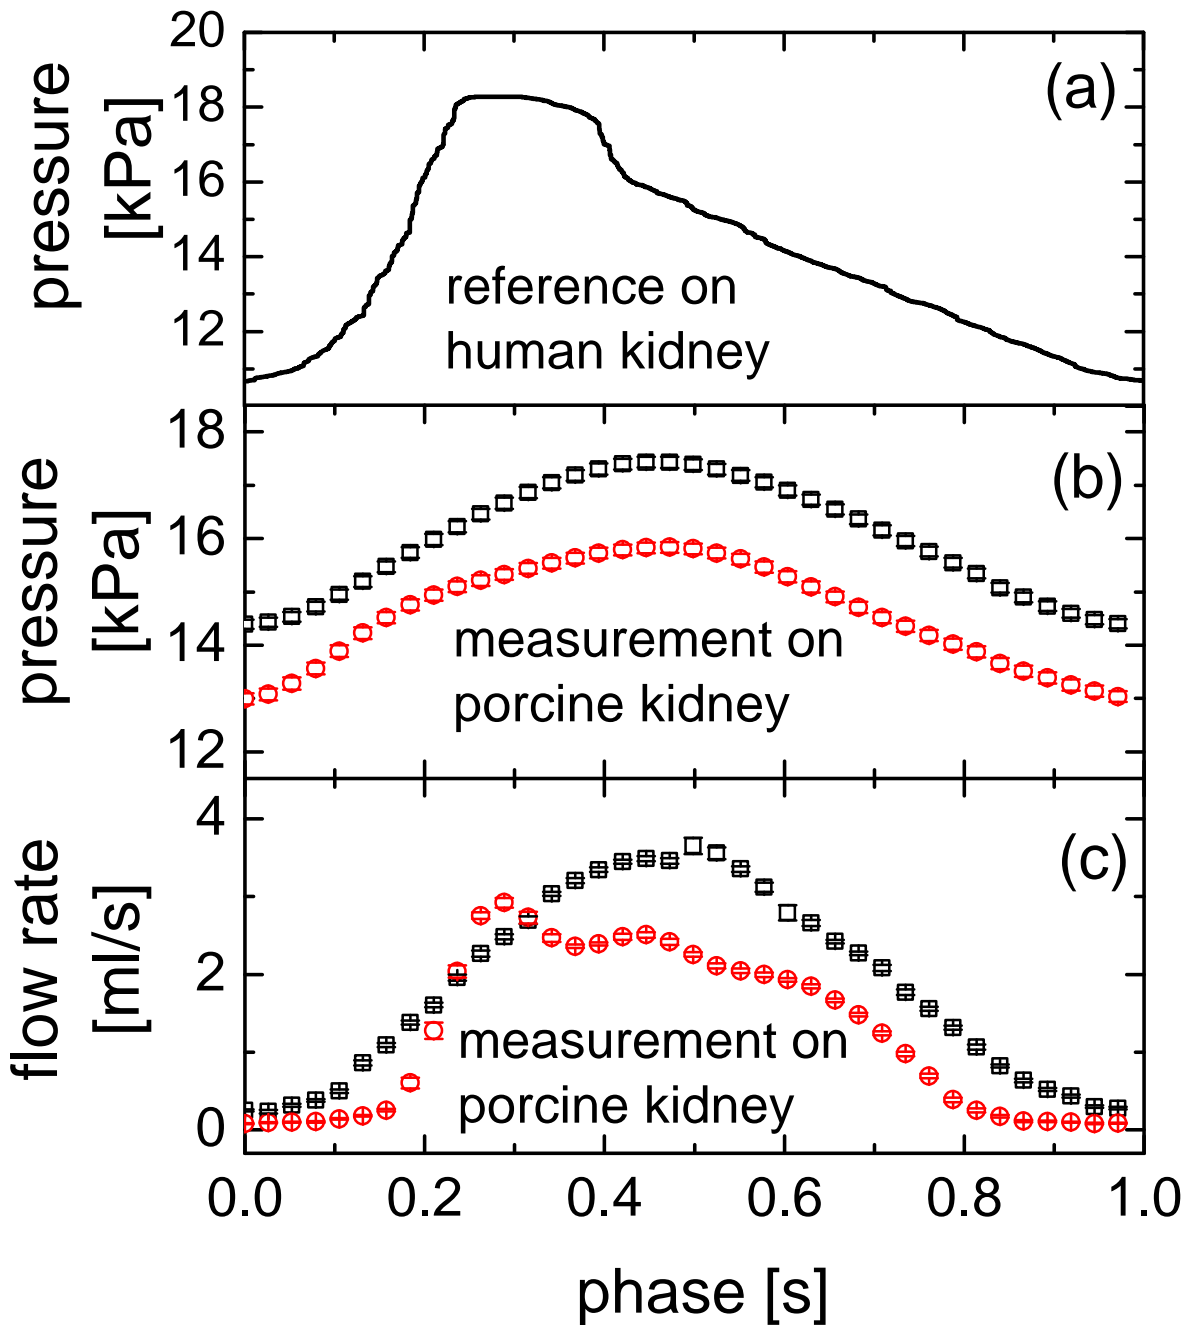 pressure
[kPa]
20
18
16
14
12
(a)
reference on
human kidney
pressure
[kPa]
18
16
14
12
(b)
measurement on
porcine kidney
flow rate
[ml/s]
4
2
0
(c)
measurement on
porcine kidney
0.0 0.2 0.4 0.6 0.8 1.0
phase [s]